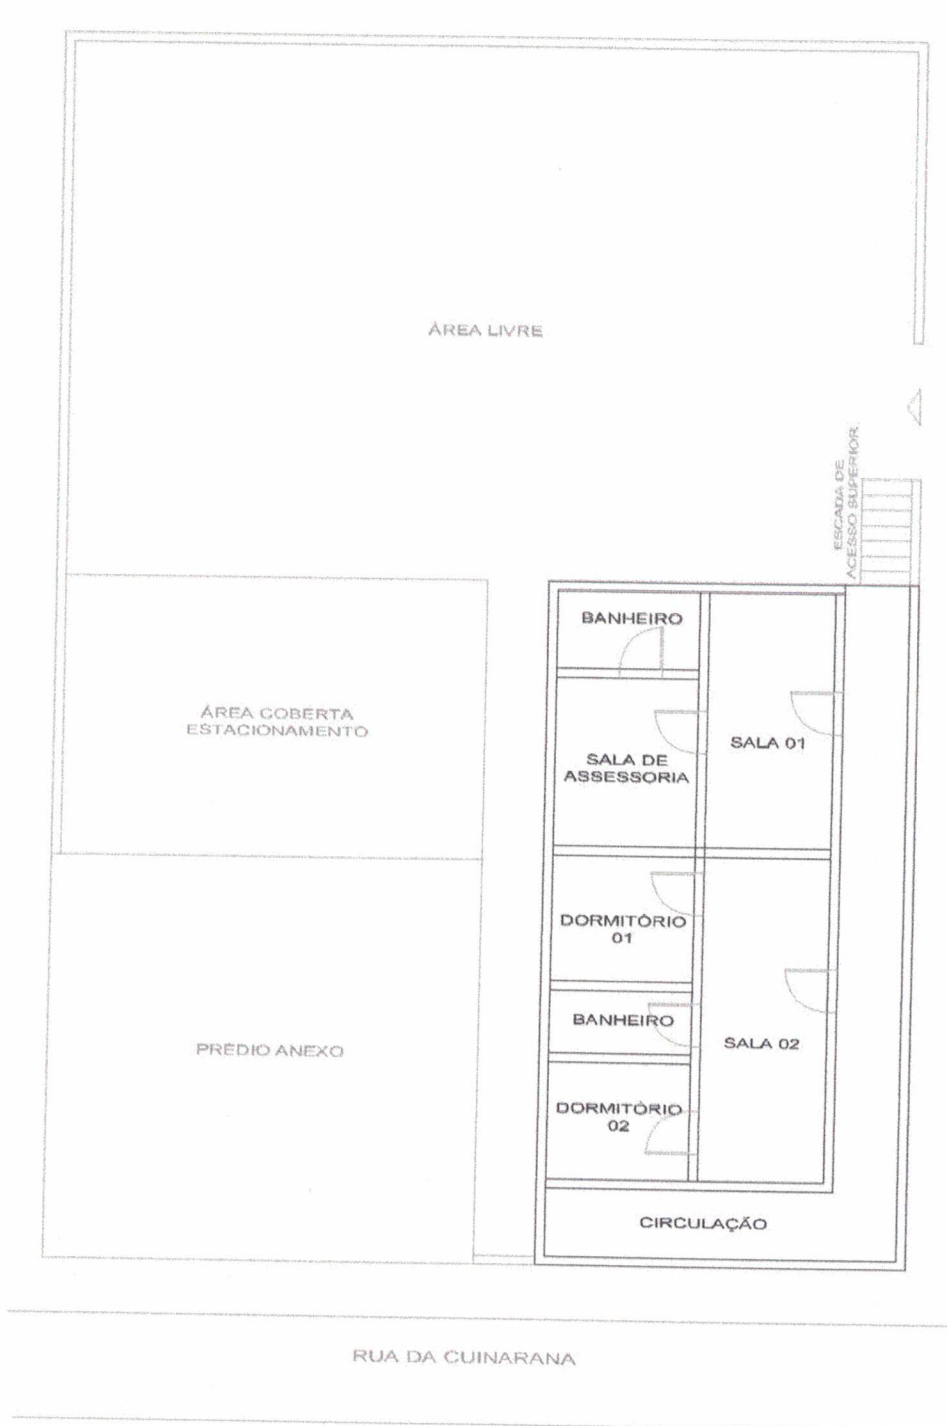 ÁREA LIVRE
ESCADA DE
ACESSO SUPERIOR
BANHEIRO
ÁREA COBERTA
ESTACIONAMENTO
SALA 01
SALA DE
ASSESSORIA
DORMITÓRIO
01
BANHEIRO
SALA 02
PRÉDIO ANEXO
DORMITÓRIO
02
CIRCULAÇÃO
RUA DA CUINARANA